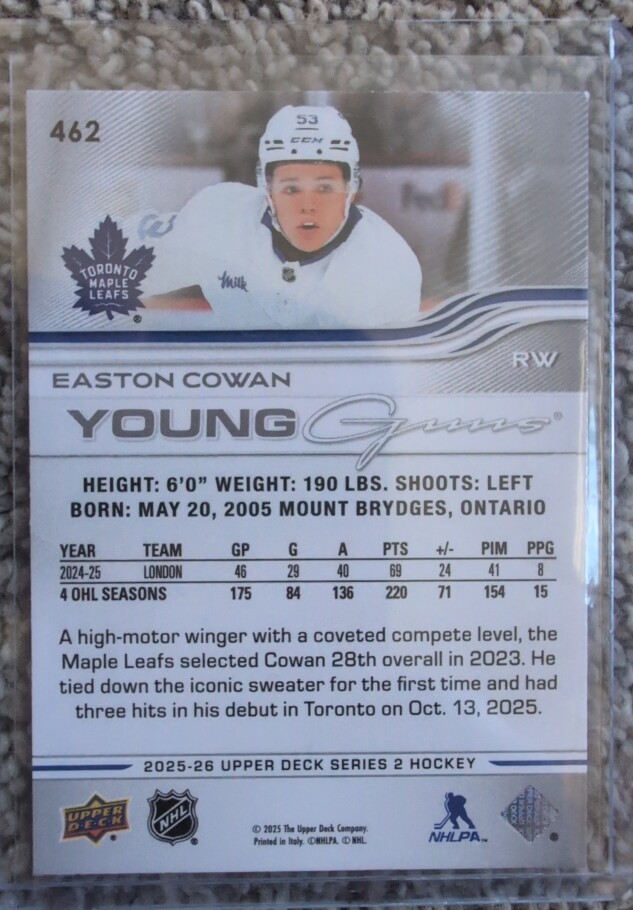 462
53
CCM
FedEx
Milk
TORONTO
MAPLE
LEAFS
®
RW
EASTON COWAN
YOUNG Guns®
HEIGHT: 6'0" WEIGHT: 190 LBS. SHOOTS: LEFT
BORN: MAY 20, 2005 MOUNT BRYDGES, ONTARIO
YEAR TEAM GP G A PTS +/- PIM PPG
2024-25 LONDON 46 29 40 69 24 41 8
4 OHL SEASONS 175 84 136 220 71 154 15
A high-motor winger with a coveted compete level, the
Maple Leafs selected Cowan 28th overall in 2023. He
tied down the iconic sweater for the first time and had
three hits in his debut in Toronto on Oct. 13, 2025.
2025-26 UPPER DECK SERIES 2 HOCKEY
UPPER
DECK
NHL
© 2025 The Upper Deck Company.
Printed in Italy. ©NHLPA. © NHL.
NHLPA™